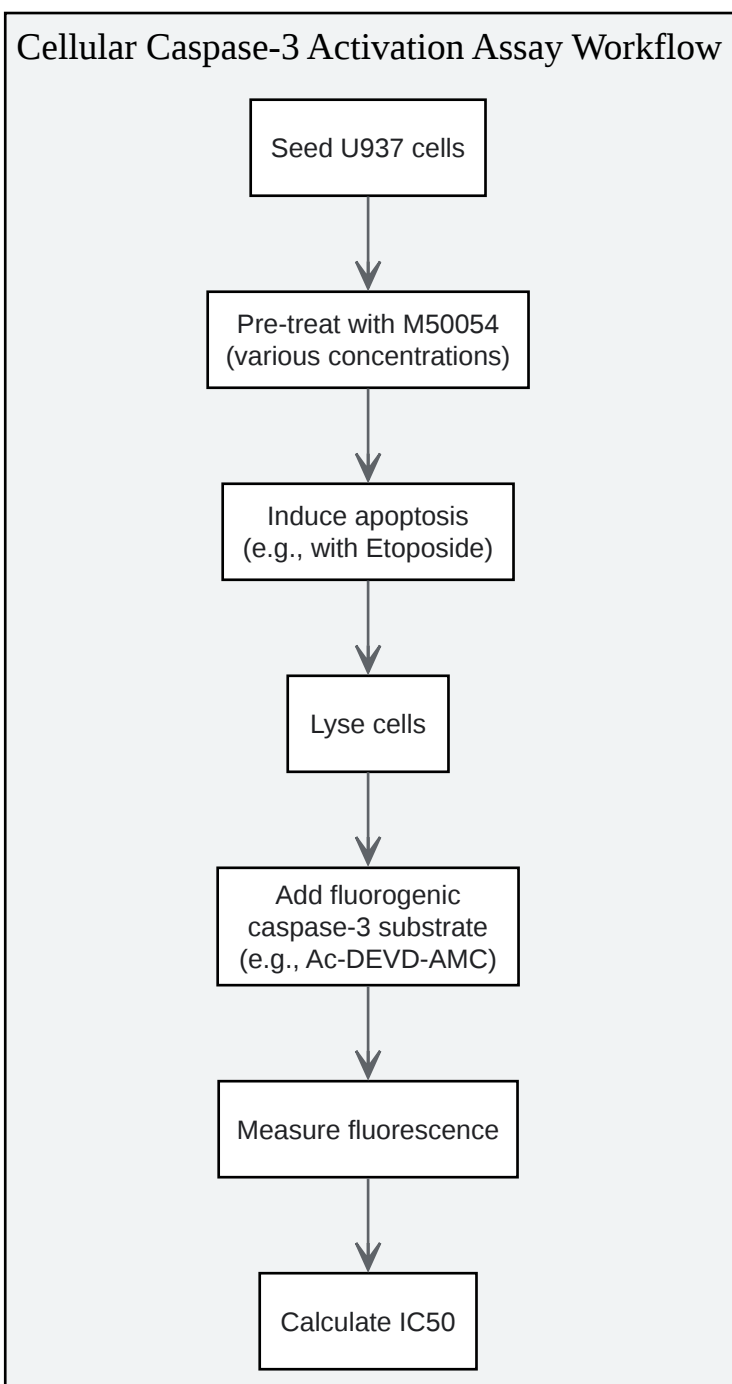 Cellular Caspase-3 Activation Assay Workflow
Seed U937 cells
Pre-treat with M50054
(various concentrations)
Induce apoptosis
(e.g., with Etoposide)
Lyse cells
Add fluorogenic
caspase-3 substrate
(e.g., Ac-DEVD-AMC)
Measure fluorescence
Calculate IC50